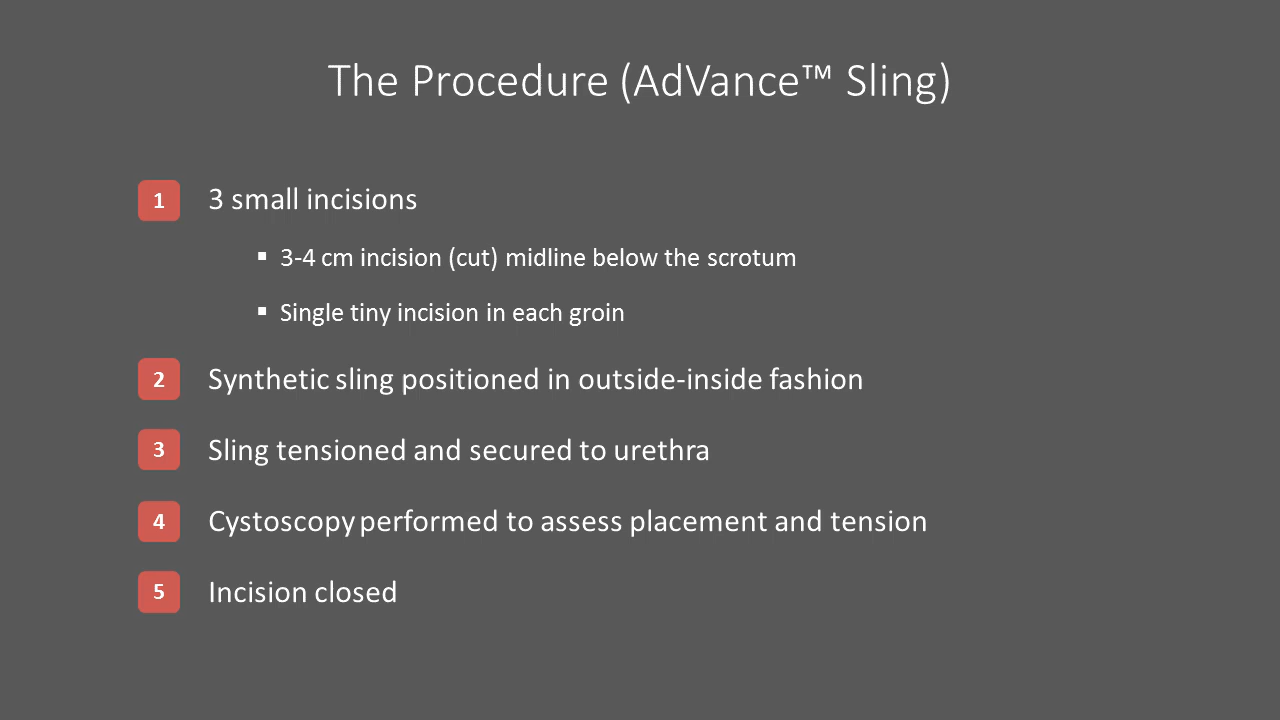 The Procedure (AdVance™ Sling)
1 3 small incisions
▪ 3-4 cm incision (cut) midline below the scrotum
▪ Single tiny incision in each groin
2 Synthetic sling positioned in outside-inside fashion
3 Sling tensioned and secured to urethra
4 Cystoscopy performed to assess placement and tension
5 Incision closed